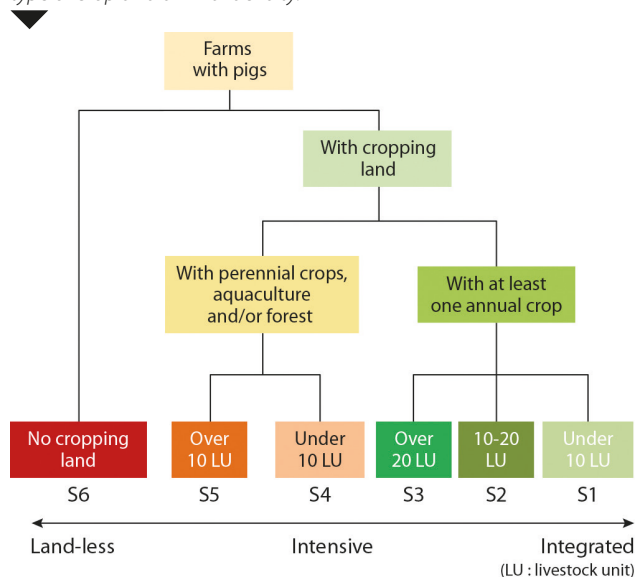 Farms
with pigs
With cropping
land
With perennial crops,
aquaculture
and/or forest
With at least
one annual crop
No cropping
land
Over
10 LU
Under
10 LU
Over
20 LU
10-20
LU
Under
10 LU
S6
S5
S4
S3
S2
S1
Land-less
Intensive
Integrated
(LU : livestock unit)